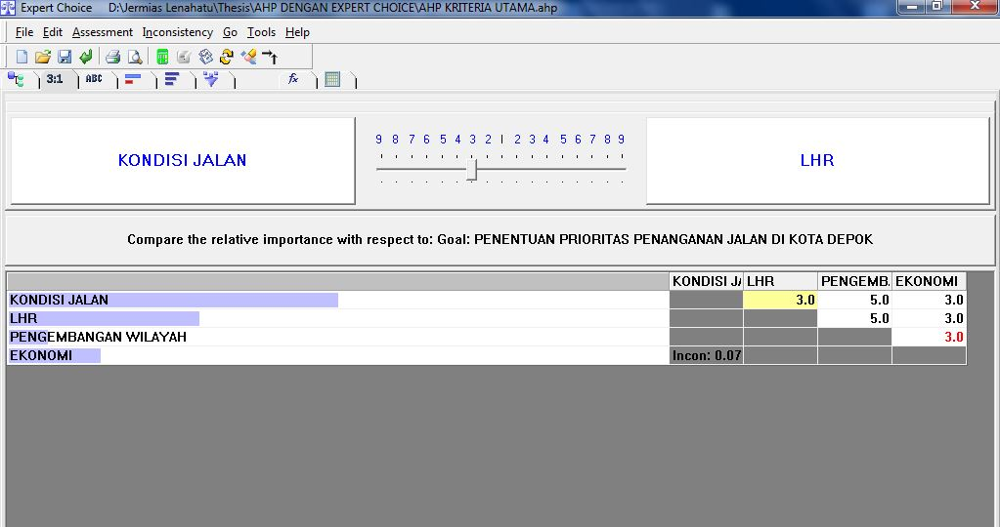 Expert Choice D:\Jermias Lenahatu\Thesis\AHP DENGAN EXPERT CHOICE\AHP KRITERIA UTAMA.ahp
File Edit Assessment Inconsistency Go Tools Help
3:1 ABC fx
9 8 7 6 5 4 3 2 1 2 3 4 5 6 7 8 9
KONDISI JALAN LHR
Compare the relative importance with respect to: Goal: PENENTUAN PRIORITAS PENANGANAN JALAN DI KOTA DEPOK
KONDISI JA LHR PENGEMB. EKONOMI
KONDISI JALAN 3.0 5.0 3.0
LHR 5.0 3.0
PENGEMBANGAN WILAYAH 3.0
EKONOMI Incon: 0.07